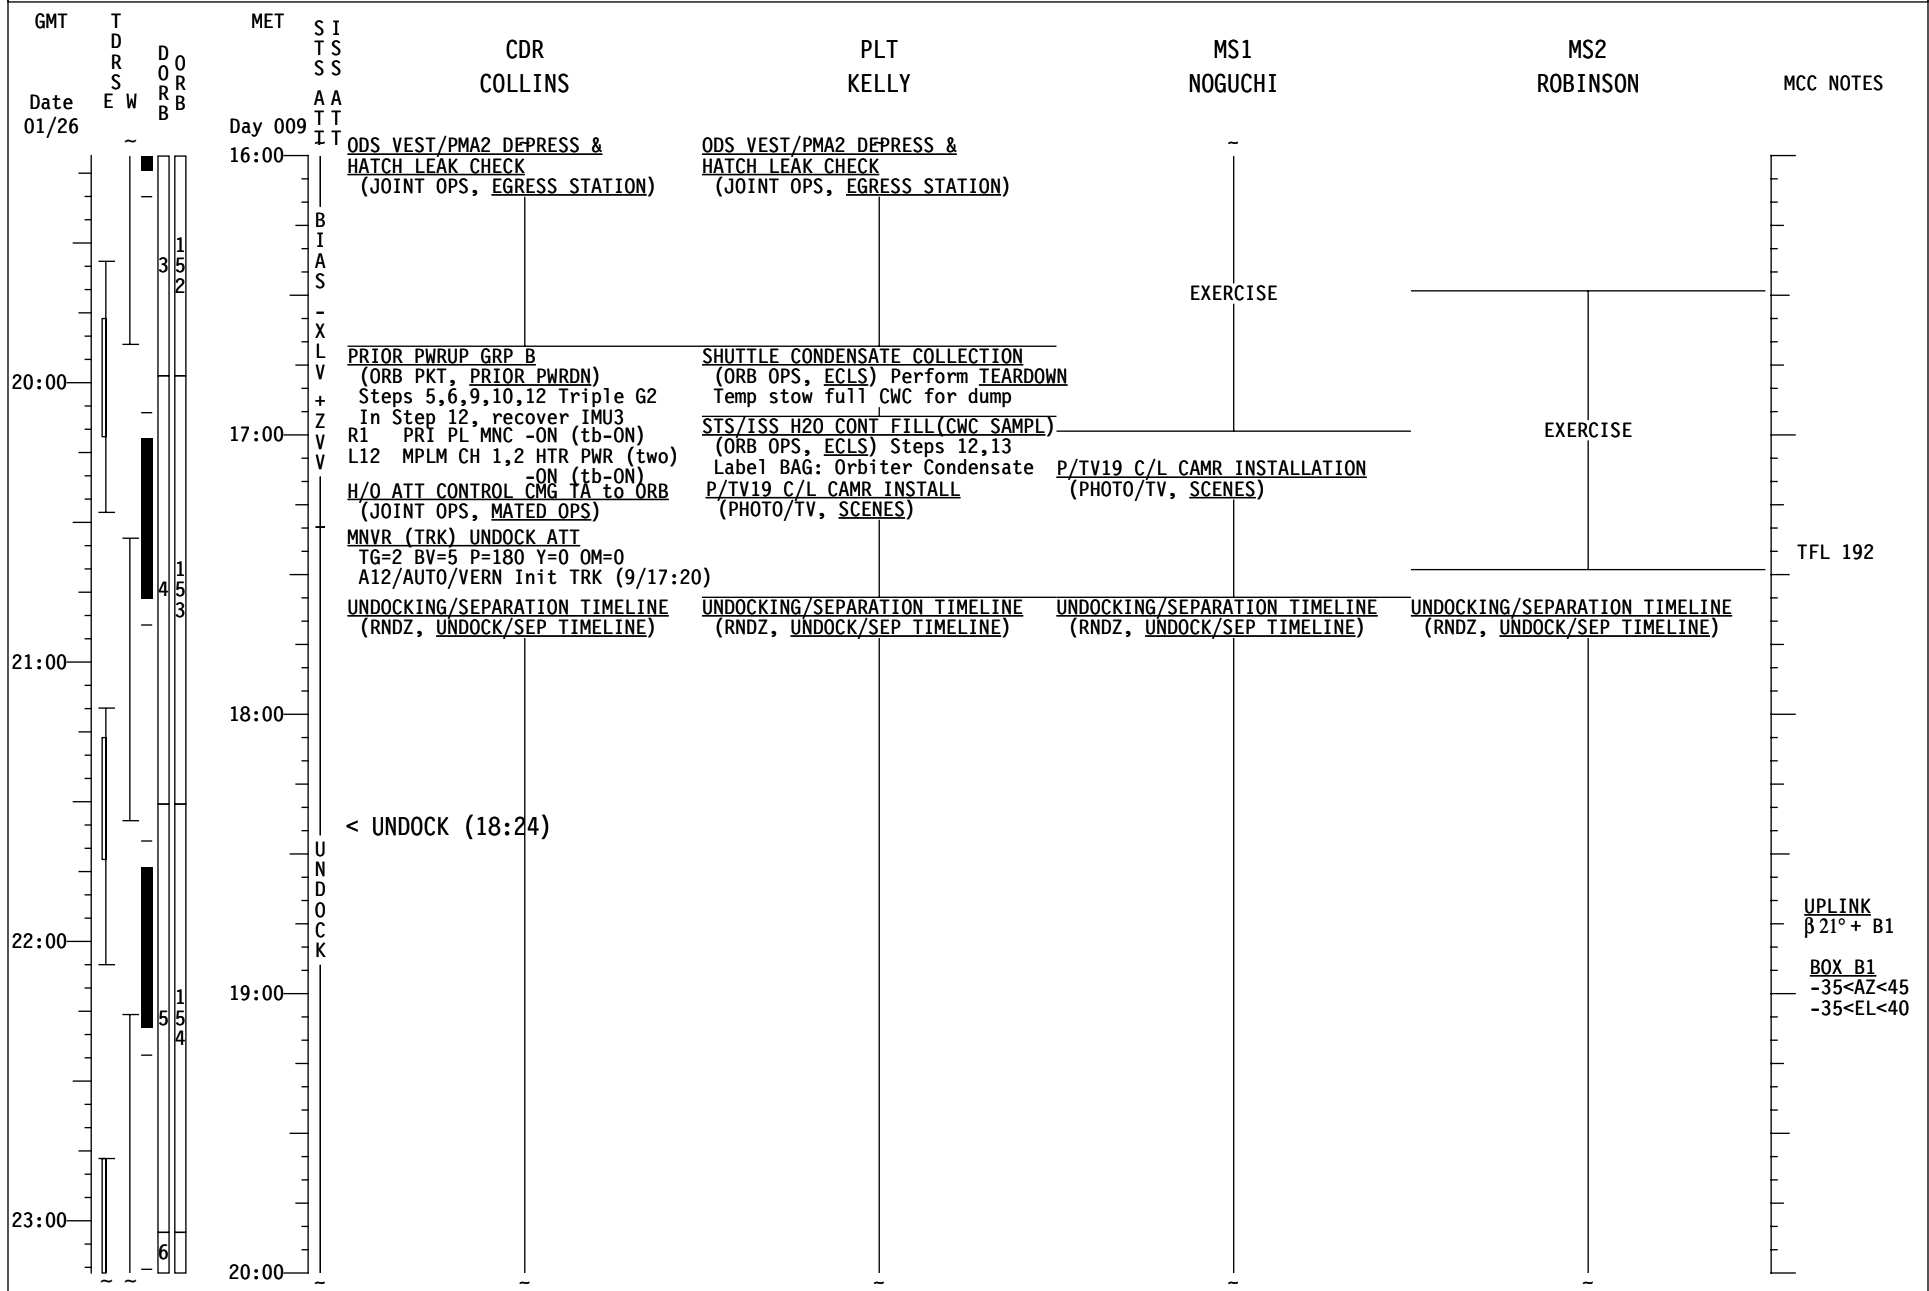 GMT
TDRS
E W
DORB
ORB
MET
STS ATT
ISS ATT
CDR
COLLINS
PLT
KELLY
MS1
NOGUCHI
MS2
ROBINSON
MCC NOTES
Date
01/26
Day 009
16:00
17:00
18:00
19:00
20:00
20:00
21:00
22:00
23:00
3
4
5
6
152
153
154
BIAS -XLV +ZVV
UNDOCK
ODS VEST/PMA2 DEPRESS &
HATCH LEAK CHECK
(JOINT OPS, EGRESS STATION)
PRIOR PWRUP GRP B
(ORB PKT, PRIOR PWRDN)
Steps 5,6,9,10,12 Triple G2
In Step 12, recover IMU3
R1 PRI PL MNC -ON (tb-ON)
L12 MPLM CH 1,2 HTR PWR (two)
-ON (tb-ON)
H/O ATT CONTROL CMG TA to ORB
(JOINT OPS, MATED OPS)
MNVR (TRK) UNDOCK ATT
TG=2 BV=5 P=180 Y=0 OM=0
A12/AUTO/VERN Init TRK (9/17:20)
UNDOCKING/SEPARATION TIMELINE
(RNDZ, UNDOCK/SEP TIMELINE)
< UNDOCK (18:24)
ODS VEST/PMA2 DEPRESS &
HATCH LEAK CHECK
(JOINT OPS, EGRESS STATION)
SHUTTLE CONDENSATE COLLECTION
(ORB OPS, ECLS) Perform TEARDOWN
Temp stow full CWC for dump
STS/ISS H2O CONT FILL(CWC SAMPL)
(ORB OPS, ECLS) Steps 12,13
Label BAG: Orbiter Condensate
P/TV19 C/L CAMR INSTALL
(PHOTO/TV, SCENES)
UNDOCKING/SEPARATION TIMELINE
(RNDZ, UNDOCK/SEP TIMELINE)
EXERCISE
P/TV19 C/L CAMR INSTALLATION
(PHOTO/TV, SCENES)
UNDOCKING/SEPARATION TIMELINE
(RNDZ, UNDOCK/SEP TIMELINE)
EXERCISE
UNDOCKING/SEPARATION TIMELINE
(RNDZ, UNDOCK/SEP TIMELINE)
TFL 192
UPLINK
β 21° + B1
BOX B1
-35<AZ<45
-35<EL<40